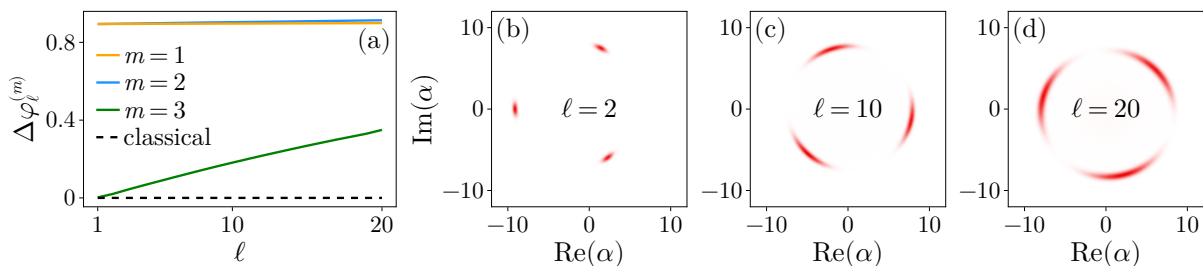 (a)
Δφ_ℓ^(m)
0.8
0.4
0
m = 1
m = 2
m = 3
classical
1
10
20
ℓ
(b)
Im(α)
10
0
−10
ℓ = 2
−10
0
10
Re(α)
(c)
10
0
−10
ℓ = 10
−10
0
10
Re(α)
(d)
10
0
−10
ℓ = 20
−10
0
10
Re(α)